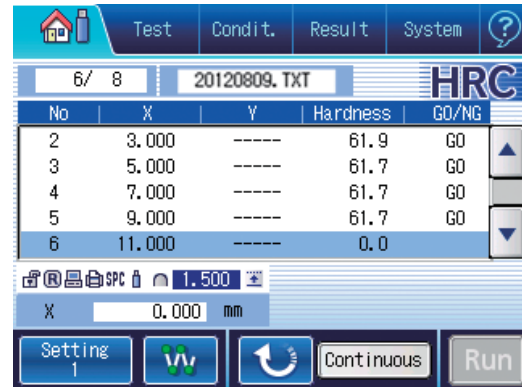 Test Condit. Result System ?
6/ 8 20120809.TXT HRC
No X Y Hardness GO/NG
2 3.000 ----- 61.9 GO
3 5.000 ----- 61.7 GO
4 7.000 ----- 61.7 GO
5 9.000 ----- 61.7 GO
6 11.000 ----- 0.0
R SPC 1.500
X 0.000 mm
Setting
1
Continuous
Run